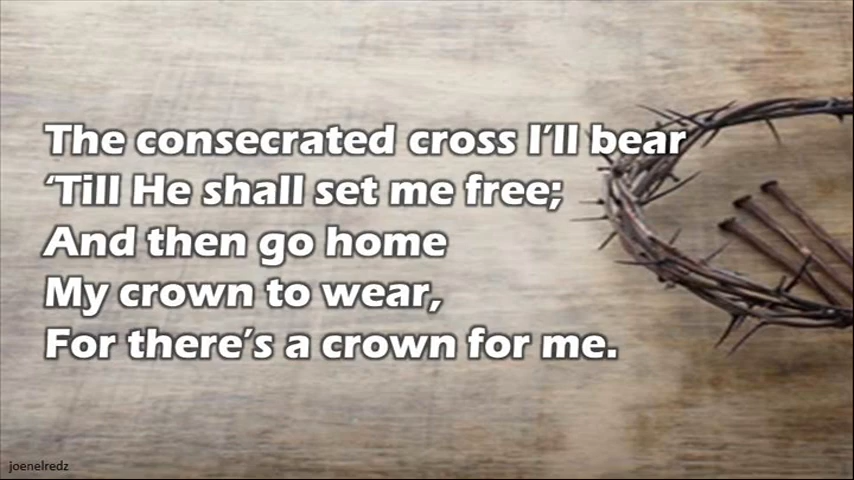 The consecrated cross I’ll bear
‘Till He shall set me free;
And then go home
My crown to wear,
For there’s a crown for me.
joenelredz